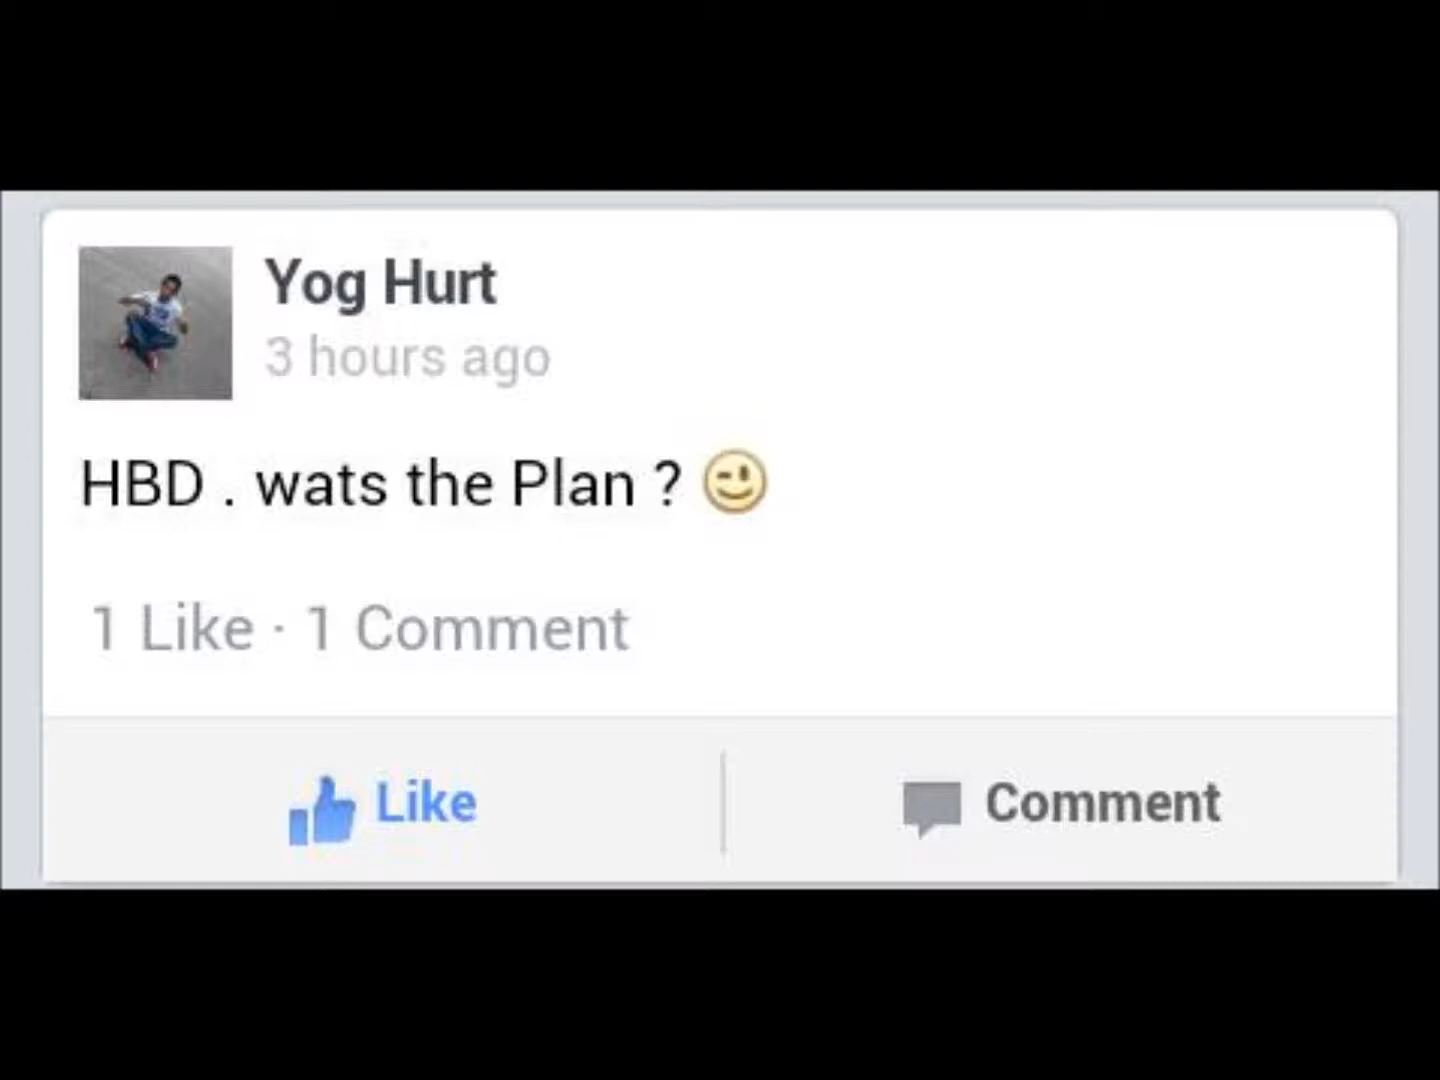 Yog Hurt
3 hours ago
HBD . wats the Plan ? 😉
1 Like · 1 Comment
Like
Comment